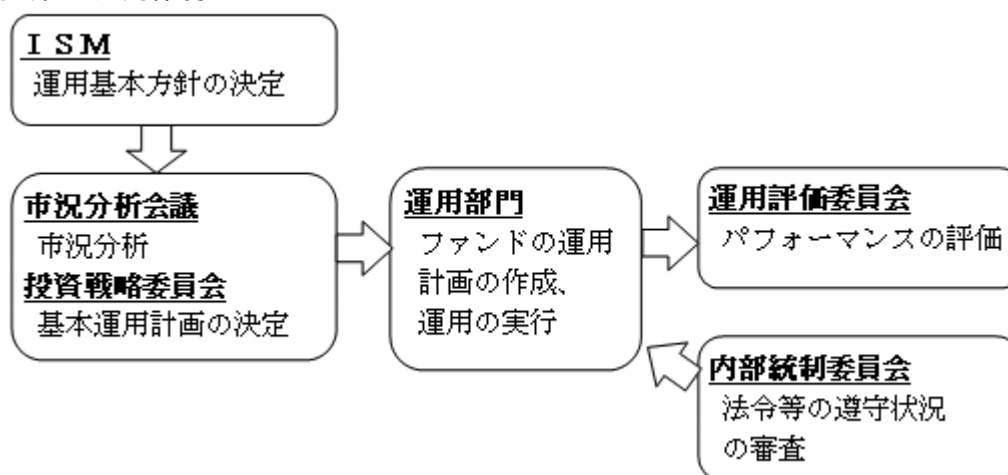 ＩＳＭ
運用基本方針の決定
市況分析会議
市況分析
投資戦略委員会
基本運用計画の決定
運用部門
ファンドの運用
計画の作成、
運用の実行
運用評価委員会
パフォーマンスの評価
内部統制委員会
法令等の遵守状況
の審査